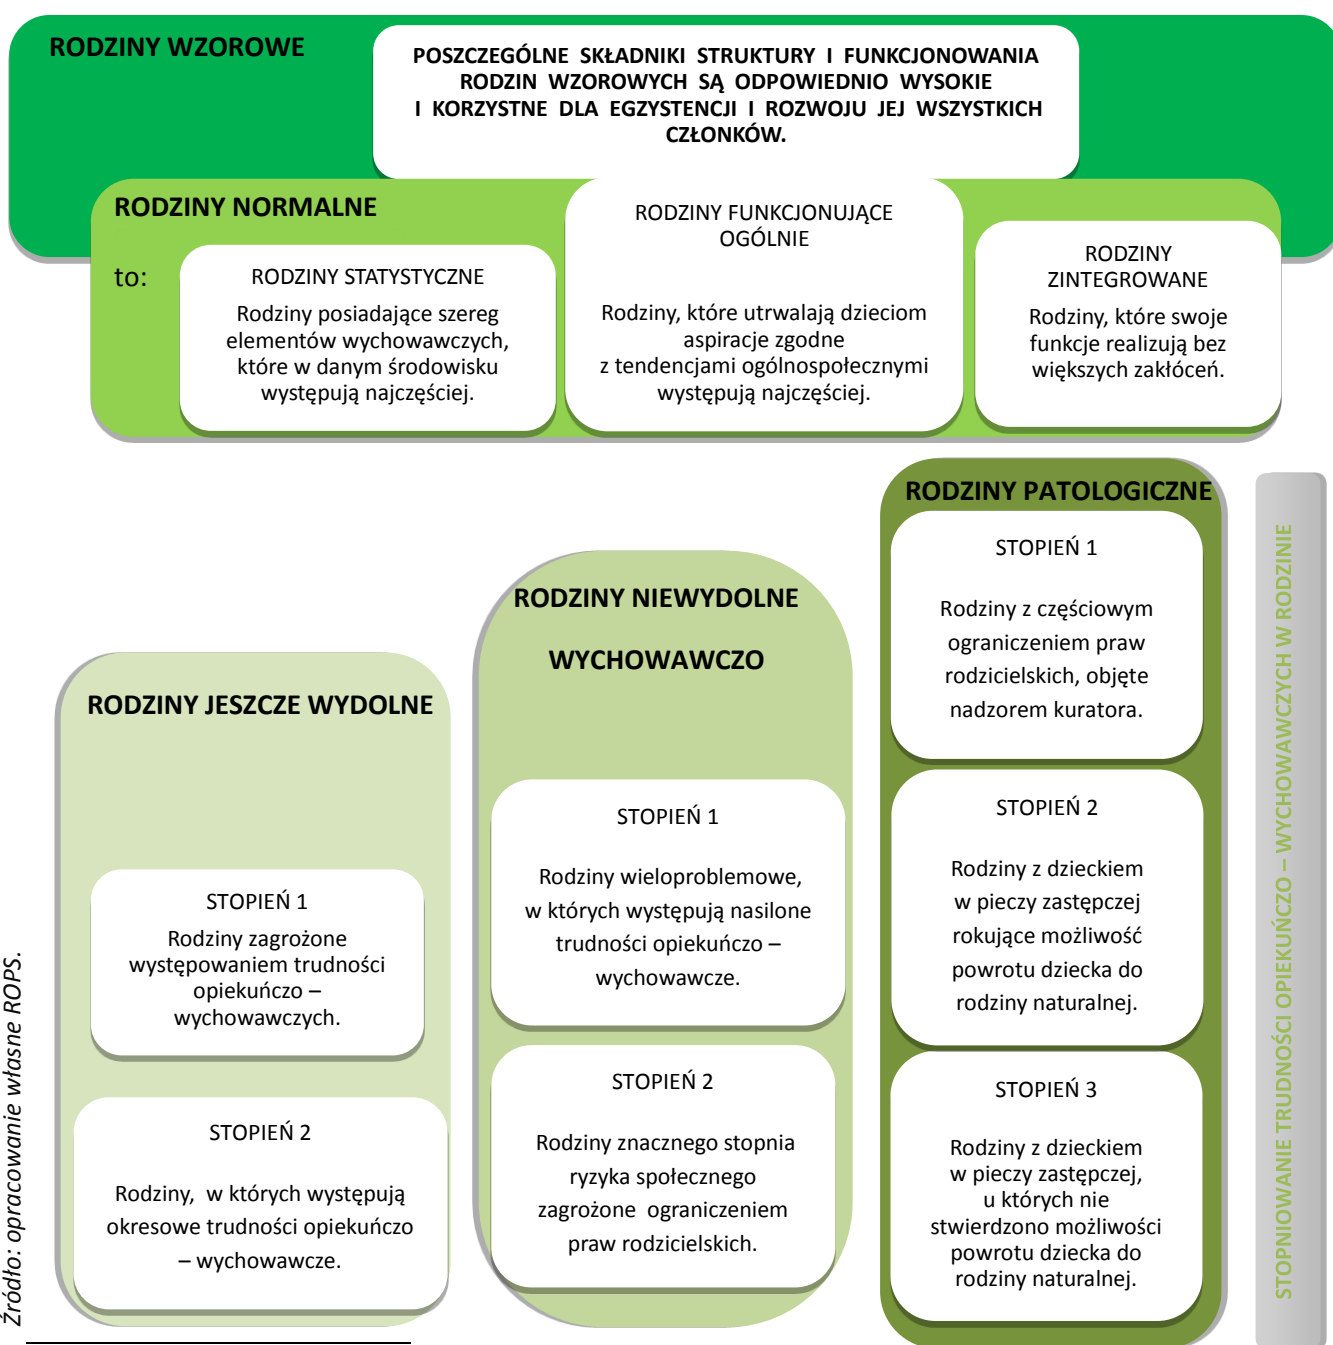 RODZINY WZOROWE
POSZCZEGÓLNE SKŁADNIKI STRUKTURY I FUNKCJONOWANIA
RODZIN WZOROWYCH SĄ ODPOWIEDNIO WYSOKIE
I KORZYSTNE DLA EGZYSTENCJI I ROZWOJU JEJ WSZYSTKICH
CZŁONKÓW.
RODZINY NORMALNE
to:
RODZINY STATYSTYCZNE
Rodziny posiadające szereg
elementów wychowawczych,
które w danym środowisku
występują najczęściej.
RODZINY FUNKCJONUJĄCE
OGÓLNIE
Rodziny, które utrwalają dzieciom
aspiracje zgodne
z tendencjami ogólnospołecznymi
występują najczęściej.
RODZINY
ZINTEGROWANE
Rodziny, które swoje
funkcje realizują bez
większych zakłóceń.
RODZINY JESZCZE WYDOLNE
STOPIEŃ 1
Rodziny zagrożone
występowaniem trudności
opiekuńczo –
wychowawczych.
STOPIEŃ 2
Rodziny, w których występują
okresowe trudności opiekuńczo
– wychowawcze.
RODZINY NIEWYDOLNE
WYCHOWAWCZO
STOPIEŃ 1
Rodziny wieloproblemowe,
w których występują nasilone
trudności opiekuńczo –
wychowawcze.
STOPIEŃ 2
Rodziny znacznego stopnia
ryzyka społecznego
zagrożone ograniczeniem
praw rodzicielskich.
RODZINY PATOLOGICZNE
STOPIEŃ 1
Rodziny z częściowym
ograniczeniem praw
rodzicielskich, objęte
nadzorem kuratora.
STOPIEŃ 2
Rodziny z dzieckiem
w pieczy zastępczej
rokujące możliwość
powrotu dziecka do
rodziny naturalnej.
STOPIEŃ 3
Rodziny z dzieckiem
w pieczy zastępczej,
u których nie
stwierdzono możliwości
powrotu dziecka do
rodziny naturalnej.
STOPNIOWANIE TRUDNOŚCI OPIEKUŃCZO – WYCHOWAWCZYCH W RODZINIE
Źródło: opracowanie własne ROPS.